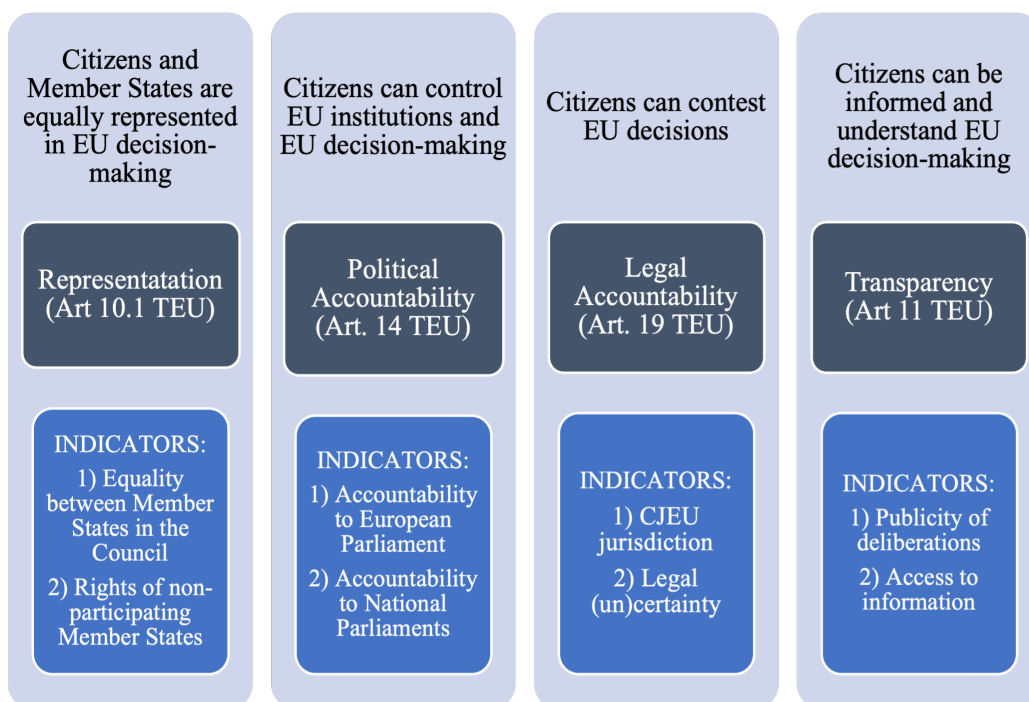 Citizens and
Member States are
equally represented
in EU decision-
making
Representatation
(Art 10.1 TEU)
INDICATORS:
1) Equality
between Member
States in the
Council
2) Rights of non-
participating
Member States
Citizens can control
EU institutions and
EU decision-making
Political
Accountability
(Art. 14 TEU)
INDICATORS:
1) Accountability
to European
Parliament
2) Accountability
to National
Parliaments
Citizens can contest
EU decisions
Legal
Accountability
(Art. 19 TEU)
INDICATORS:
1) CJEU
jurisdiction
2) Legal
(un)certainty
Citizens can be
informed and
understand EU
decision-making
Transparency
(Art 11 TEU)
INDICATORS:
1) Publicity of
deliberations
2) Access to
information